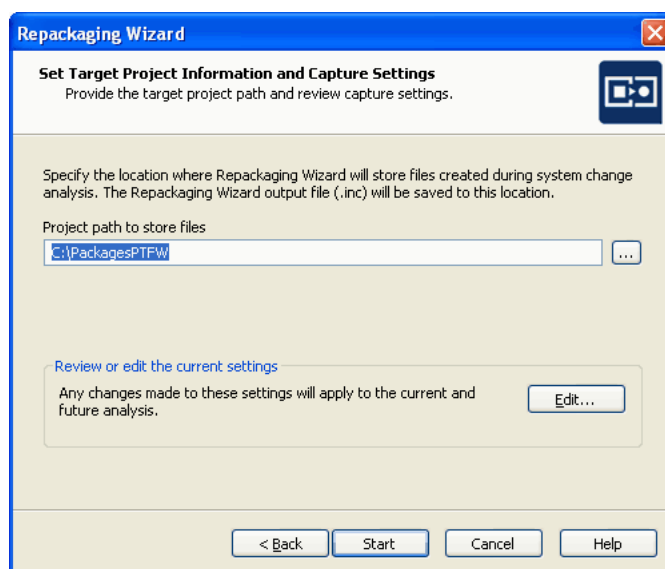 Repackaging Wizard
Set Target Project Information and Capture Settings
Provide the target project path and review capture settings.
Specify the location where Repackaging Wizard will store files created during system change
analysis. The Repackaging Wizard output file (.inc) will be saved to this location.
Project path to store files
C:\PackagesPTFW
...
Review or edit the current settings
Any changes made to these settings will apply to the current and
future analysis.
Edit...
< Back
Start
Cancel
Help